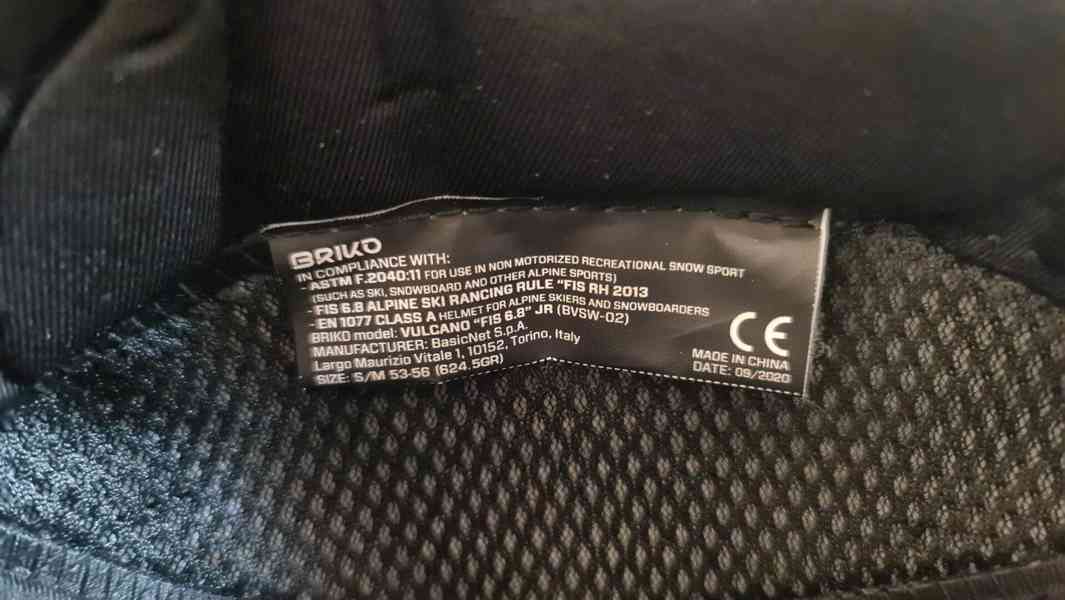 BRIKO
IN COMPLIANCE WITH:
- ASTM F.2040:11 FOR USE IN NON MOTORIZED RECREATIONAL SNOW SPORT
(SUCH AS SKI, SNOWBOARD AND OTHER ALPINE SPORTS)
- FIS 6.8 ALPINE SKI RANCING RULE "FIS RH 2013
- EN 1077 CLASS A HELMET FOR ALPINE SKIERS AND SNOWBOARDERS
BRIKO model: VULCANO "FIS 6.8" JR (BVSW-02)
MANUFACTURER: BasicNet S.p.A.
Largo Maurizio Vitale 1, 10152, Torino, Italy
SIZE: S/M 53-56 (624.5GR)
CE
MADE IN CHINA
DATE: 09/2020